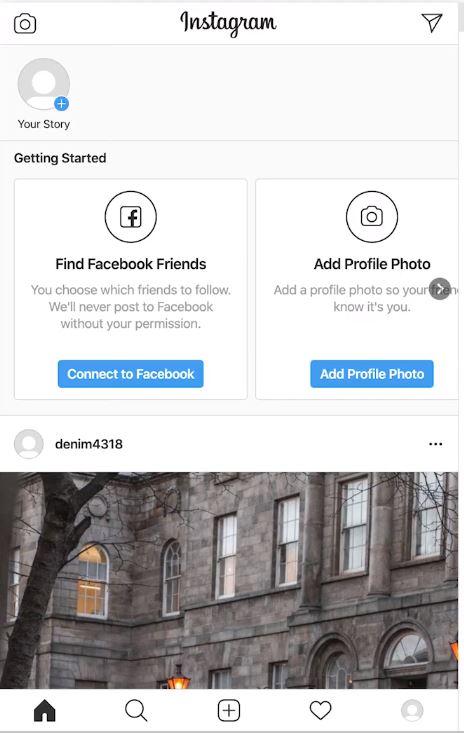 Instagram
Your Story
Getting Started
Find Facebook Friends
You choose which friends to follow.
We'll never post to Facebook
without your permission.
Connect to Facebook
Add Profile Photo
Add a profile photo so your
know it's you.
Add Profile Photo
denim4318